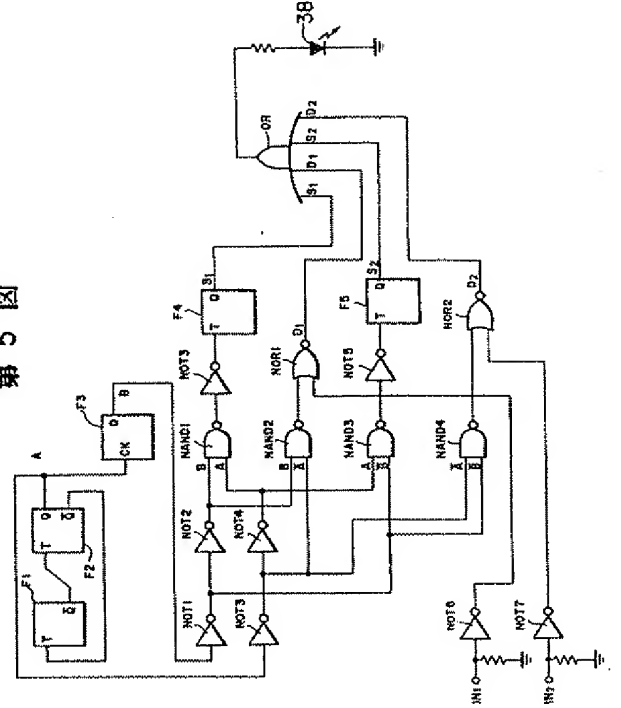 第 5 図
A
F1
T
Q̅
F2
T
Q
Q̅
F3
CK
Q
B
NOT1
NOT2
NOT3
NOT4
NAND1
B
A
NAND2
B
A̅
NAND3
A
B̅
NAND4
A̅
B̅
NOT3
NOT5
F4
T
Q
S1
NOR1
D1
F5
T
Q
S2
NOR2
D2
OR
S1
D1
S2
D2
38
NOT6
NOT7